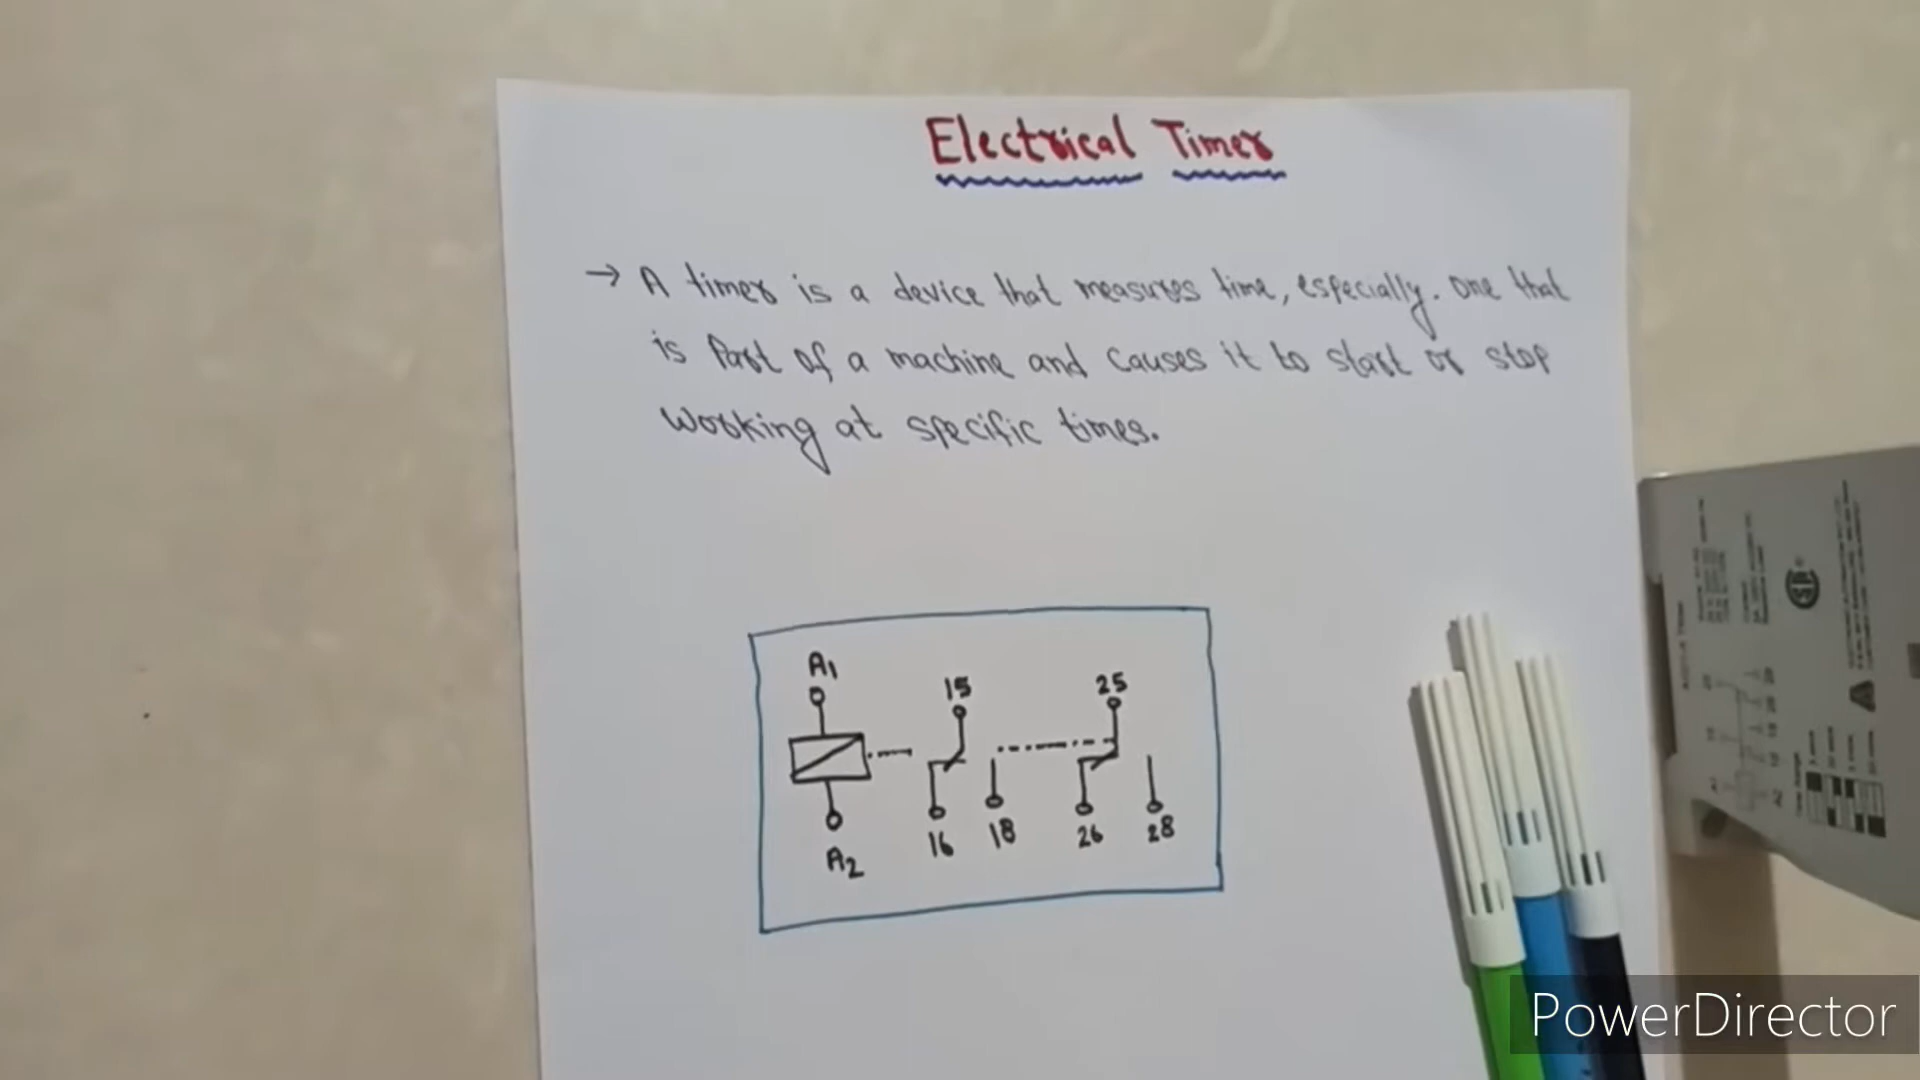 Electrical Timer
→ A timer is a device that measures time, especially. one that
is Part of a machine and causes it to start or stop
working at specific times.
A1
15
25
16
18
26
28
A2
PowerDirector